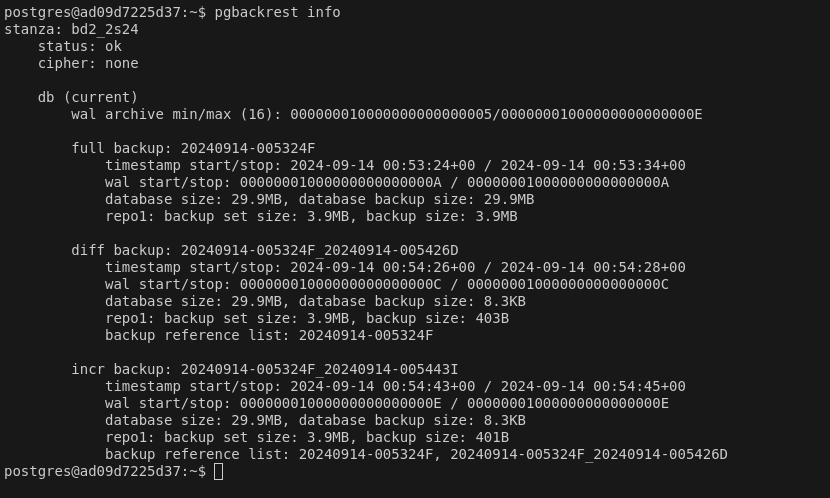 postgres@ad09d7225d37:~$ pgbackrest info
stanza: bd2_2s24
    status: ok
    cipher: none

    db (current)
        wal archive min/max (16): 000000010000000000000005/00000001000000000000000E

        full backup: 20240914-005324F
            timestamp start/stop: 2024-09-14 00:53:24+00 / 2024-09-14 00:53:34+00
            wal start/stop: 00000001000000000000000A / 00000001000000000000000A
            database size: 29.9MB, database backup size: 29.9MB
            repo1: backup set size: 3.9MB, backup size: 3.9MB

        diff backup: 20240914-005324F_20240914-005426D
            timestamp start/stop: 2024-09-14 00:54:26+00 / 2024-09-14 00:54:28+00
            wal start/stop: 00000001000000000000000C / 00000001000000000000000C
            database size: 29.9MB, database backup size: 8.3KB
            repo1: backup set size: 3.9MB, backup size: 403B
            backup reference list: 20240914-005324F

        incr backup: 20240914-005324F_20240914-005443I
            timestamp start/stop: 2024-09-14 00:54:43+00 / 2024-09-14 00:54:45+00
            wal start/stop: 00000001000000000000000E / 00000001000000000000000E
            database size: 29.9MB, database backup size: 8.3KB
            repo1: backup set size: 3.9MB, backup size: 401B
            backup reference list: 20240914-005324F, 20240914-005324F_20240914-005426D
postgres@ad09d7225d37:~$